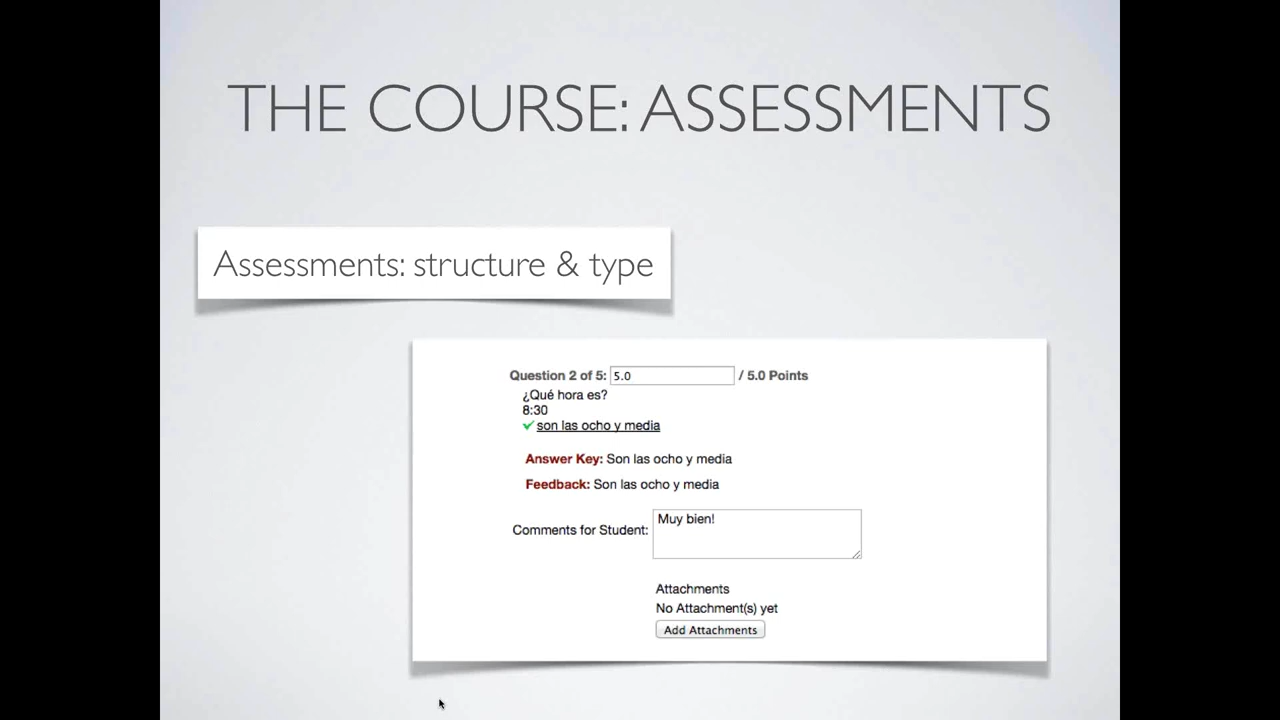 THE COURSE: ASSESSMENTS
Assessments: structure & type
Question 2 of 5: 5.0 / 5.0 Points
¿Qué hora es?
8:30
son las ocho y media
Answer Key: Son las ocho y media
Feedback: Son las ocho y media
Comments for Student: Muy bien!
Attachments
No Attachment(s) yet
Add Attachments